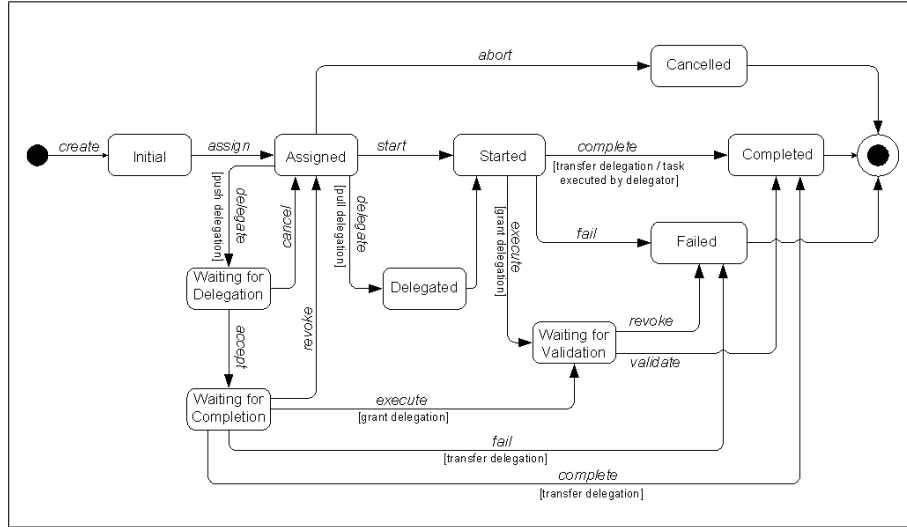 abort
Cancelled
create
Initial
assign
Assigned
start
Started
complete
[transfer delegation / task
executed by delegator]
Completed
delegate
[push delegation]
cancel
delegate
[pull delegation]
execute
[grant delegation]
fail
Failed
Waiting for
Delegation
Delegated
accept
revoke
Waiting for
Validation
revoke
validate
Waiting for
Completion
execute
[grant delegation]
fail
[transfer delegation]
complete
[transfer delegation]